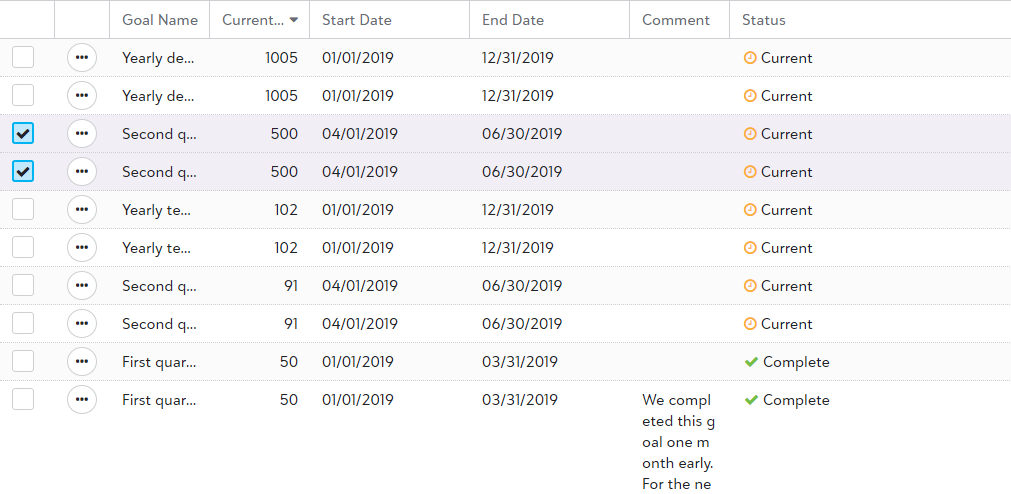 Goal Name Current... Start Date End Date Comment Status
Yearly de... 1005 01/01/2019 12/31/2019 Current
Yearly de... 1005 01/01/2019 12/31/2019 Current
Second q... 500 04/01/2019 06/30/2019 Current
Second q... 500 04/01/2019 06/30/2019 Current
Yearly te... 102 01/01/2019 12/31/2019 Current
Yearly te... 102 01/01/2019 12/31/2019 Current
Second q... 91 04/01/2019 06/30/2019 Current
Second q... 91 04/01/2019 06/30/2019 Current
First quar... 50 01/01/2019 03/31/2019 Complete
First quar... 50 01/01/2019 03/31/2019 We compl Complete
eted this g
oal one m
onth early.
For the ne